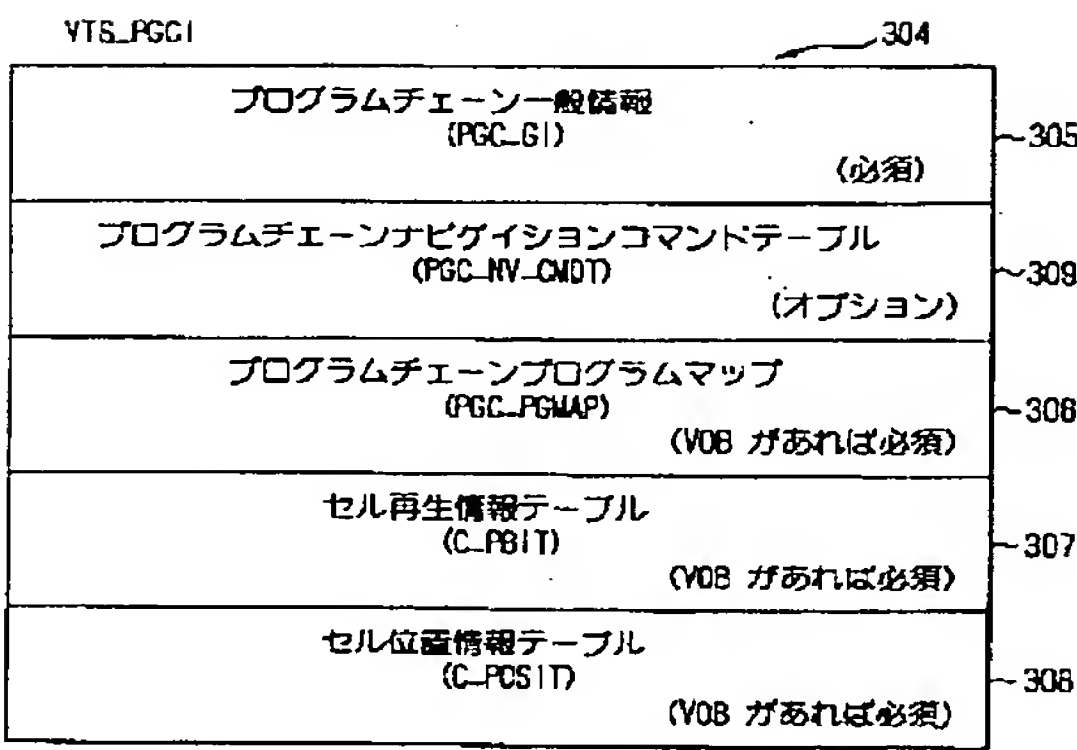 VTS_PGCI
304
プログラムチェーン一般情報
(PGC_GI)
(必須)
305
プログラムチェーンナビゲイションコマンドテーブル
(PGC_NV_CMDT)
(オプション)
309
プログラムチェーンプログラムマップ
(PGC_PGMAP)
(VOB があれば必須)
306
セル再生情報テーブル
(C_PBIT)
(VOB があれば必須)
307
セル位置情報テーブル
(C_POSIT)
(VOB があれば必須)
308